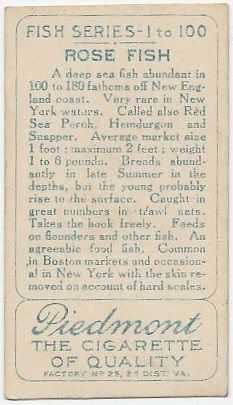 FISH SERIES-1 to 100
ROSE FISH
A deep sea fish abundant in
100 to 180 fathoms off New Eng-
land coast. Very rare in New
York waters. Called also Red
Sea Perch, Hemdurgon and
Snapper. Average market size
1 foot; maximum 2 feet; weight
1 to 6 pounds. Breeds abund-
antly in late Summer in the
depths, but the young probably
rise to the surface. Caught in
great numbers in trawl nets.
Takes the hook freely. Feeds
on flounders and other fish. An
agreeable food fish. Common
in Boston markets and occasion-
al in New York with the skin re-
moved on account of hard scales.
Piedmont
THE CIGARETTE
OF QUALITY
FACTORY No 25, 2d DIST. VA.